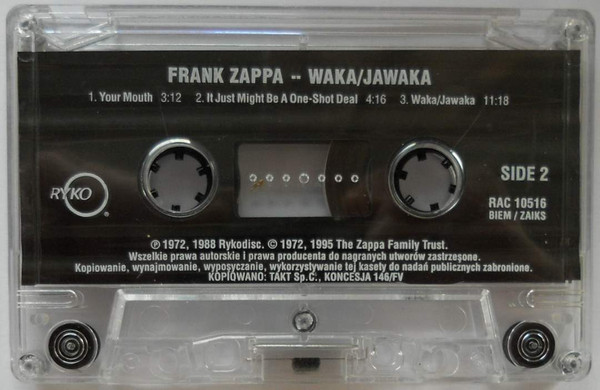 FRANK ZAPPA -- WAKA/JAWAKA
1. Your Mouth 3:12 2. It Just Might Be A One-Shot Deal 4:16 3. Waka/Jawaka 11:18
SIDE 2
RYKO
®
RAC 10516
BIEM / ZAIKS
℗ 1972, 1988 Rykodisc. © 1972, 1995 The Zappa Family Trust.
Wszelkie prawa autorskie i prawa producenta do nagranych utworów zastrzęsone.
Kopiowanie, wynajmowanie, wyposyczanie, wykorzystywanie tej kasety do nadań publicznych zabronione.
KOPIQWANO: TAKT Sp.C., KONCESJA 146/FV